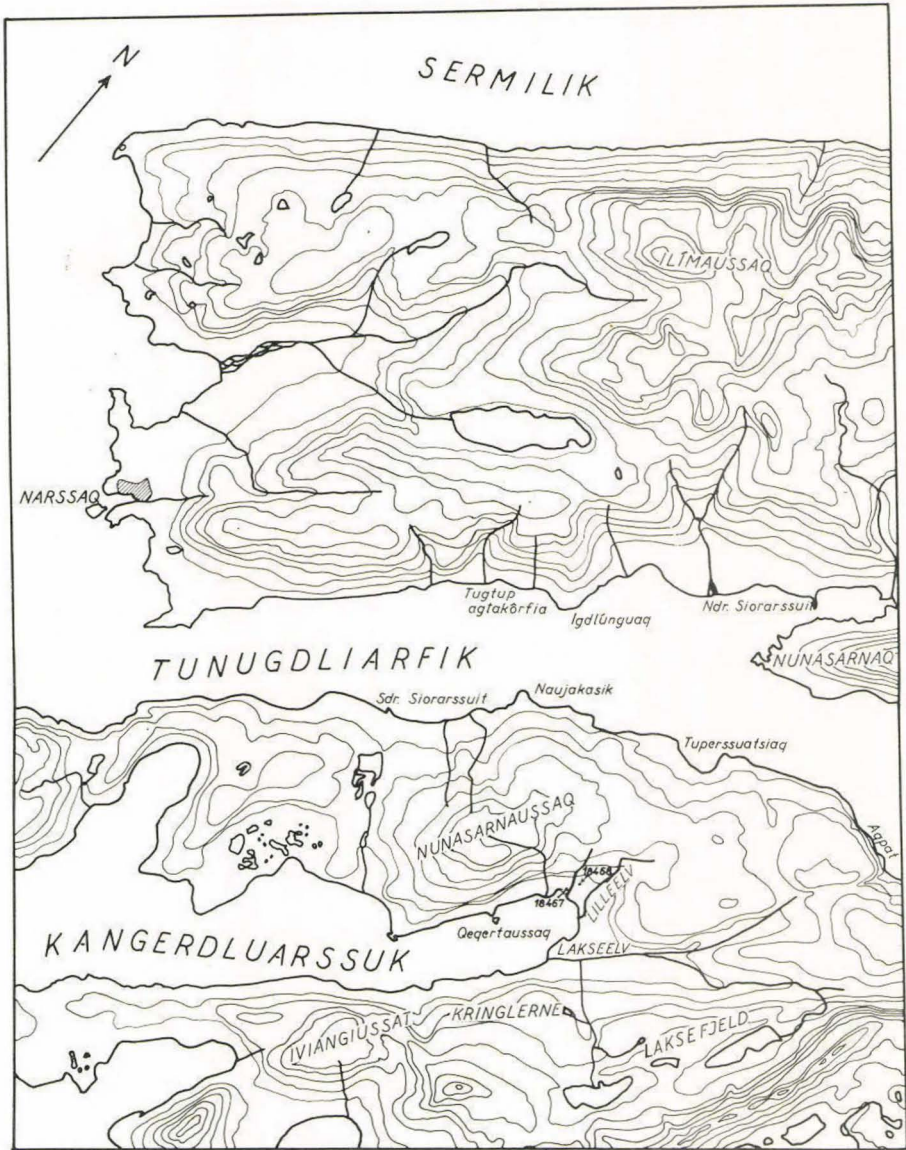 N
SERMILIK
ILIMAUSSAQ
NARSSAQ
Tugtup
agtakôrfia
Igdlúnguaq
Ndr. Siorarssuit
NUNASARNAQ
TUNUGDLIARFIK
Sdr. Siorarssuit
Naujakasik
Tuperssuatsiaq
Agpat
NUNASARNAUSSAQ
18468
18467
LILLEELV
Qeqertaussaq
LAKSEELV
KANGERDLUARSSUK
KRINGLERNE
IVIANGIUSSAT
LAKSEFJELD